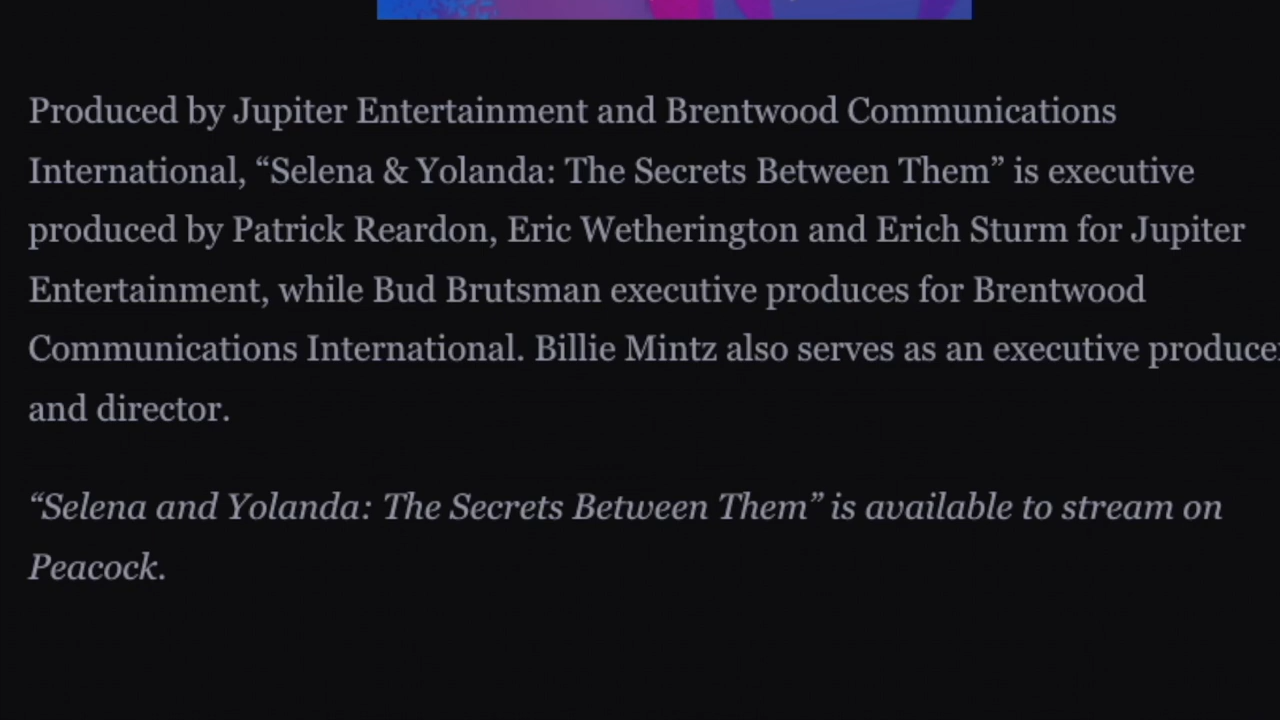 Produced by Jupiter Entertainment and Brentwood Communications
International, “Selena & Yolanda: The Secrets Between Them” is executive
produced by Patrick Reardon, Eric Wetherington and Erich Sturm for Jupiter
Entertainment, while Bud Brutsman executive produces for Brentwood
Communications International. Billie Mintz also serves as an executive producer
and director.
“Selena and Yolanda: The Secrets Between Them” is available to stream on
Peacock.